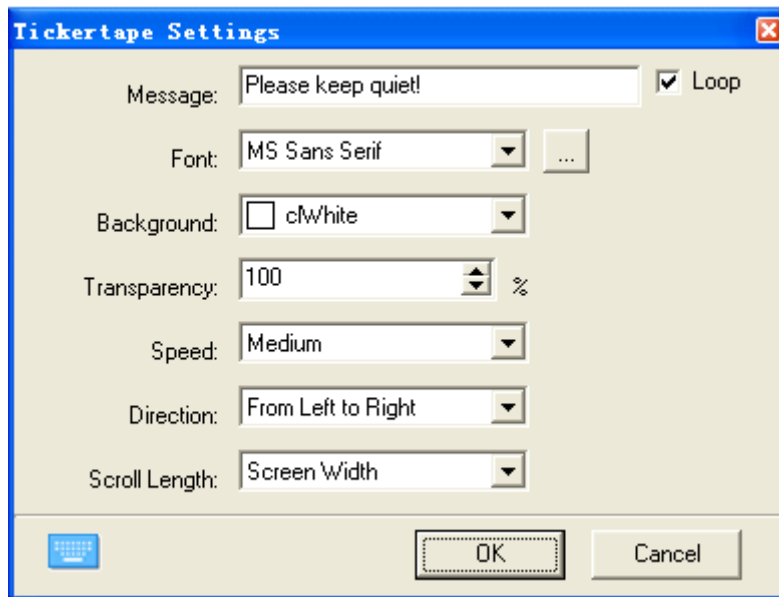 Tickertape Settings
Message: Please keep quiet! Loop
Font: MS Sans Serif ...
Background: clWhite
Transparency: 100 %
Speed: Medium
Direction: From Left to Right
Scroll Length: Screen Width
OK Cancel